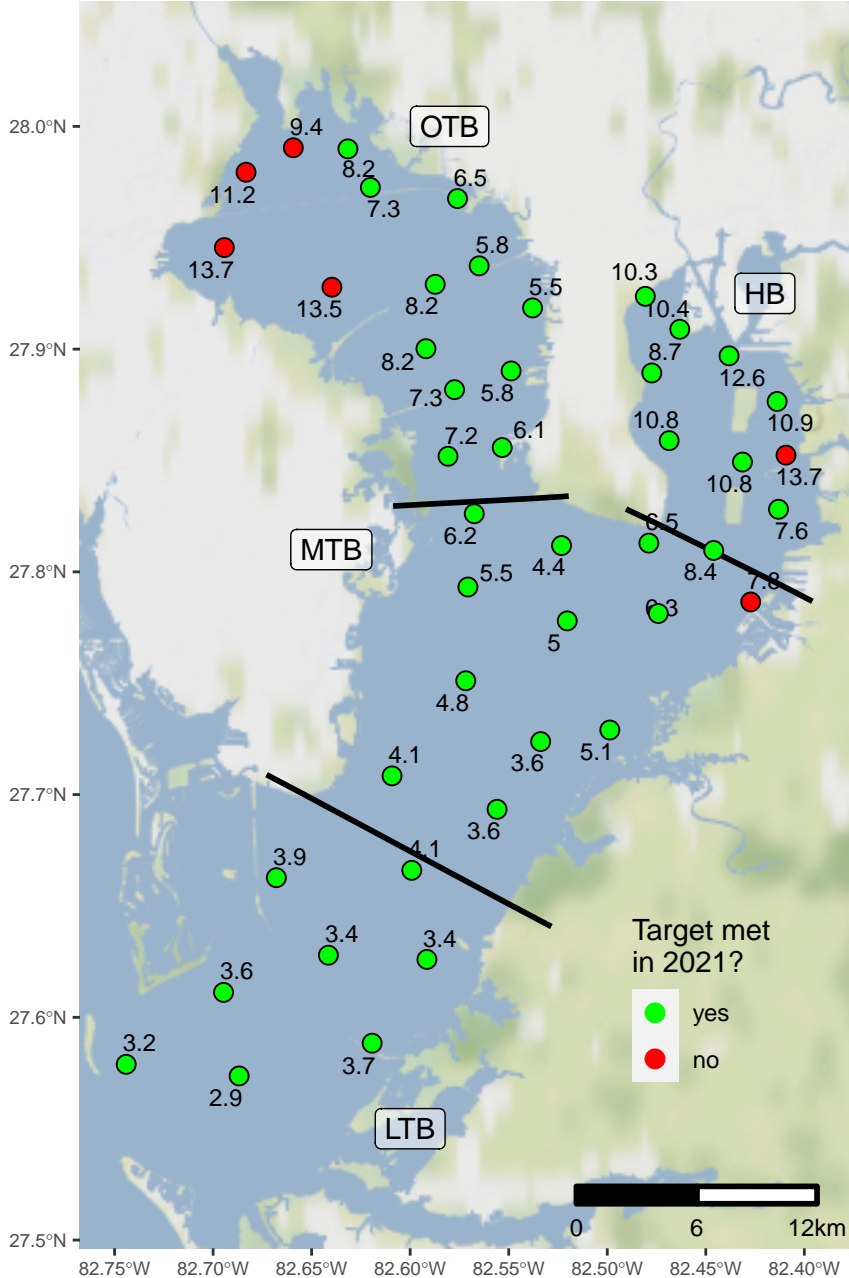 28.0°N
27.9°N
27.8°N
27.7°N
27.6°N
27.5°N
9.4
OTB
8.2
11.2
6.5
7.3
5.8
13.7
10.3
HB
8.2
5.5
13.5
10.4
8.7
8.2
12.6
5.8
7.3
10.9
7.2
6.1
10.8
13.7
10.8
6.2
6.5
7.6
MTB
4.4
8.4
5.5
7.8
6.3
5
4.8
4.1
3.6
5.1
3.6
4.1
3.9
3.4
3.4
Target met
in 2021?
3.6
yes
3.2
no
3.7
2.9
LTB
0 6 12km
82.75°W 82.70°W 82.65°W 82.60°W 82.55°W 82.50°W 82.45°W 82.40°W